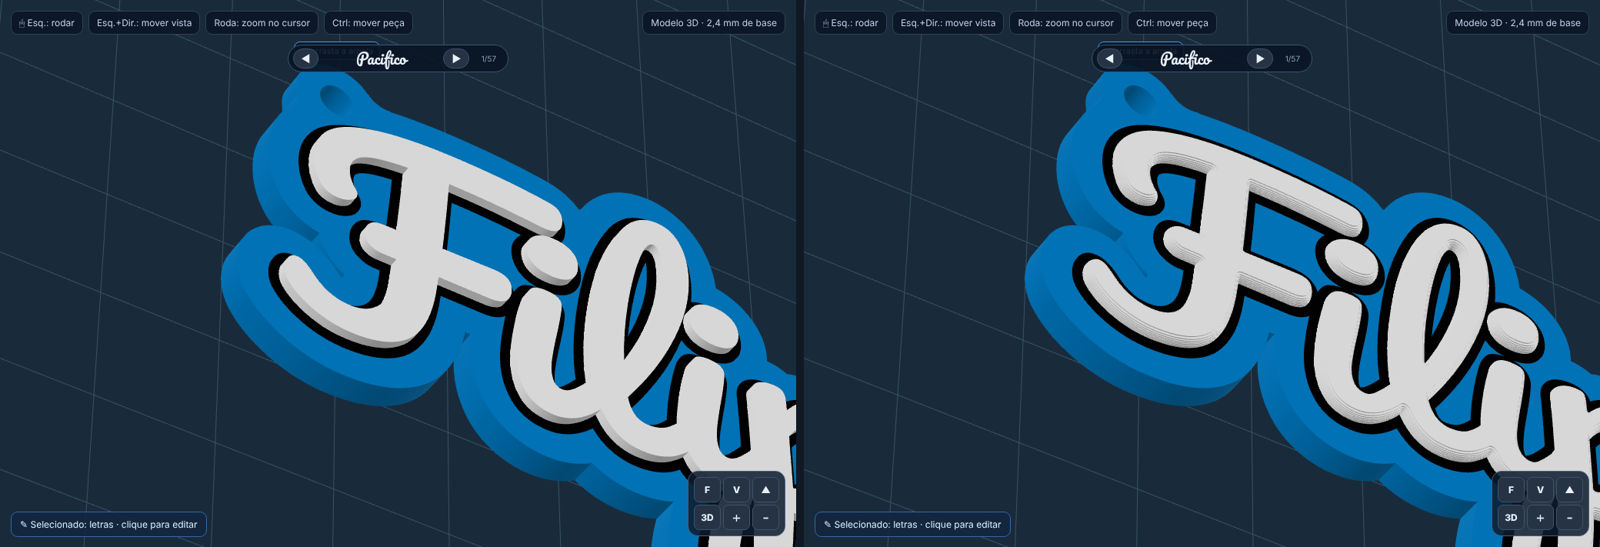 Esq.: rodar Esq.+Dir.: mover vista Roda: zoom no cursor Ctrl: mover peça Modelo 3D · 2,4 mm de base
◀ Pacifico ▶ 1/57
F V ▲
3D + -
✎ Selecionado: letras · clique para editar
Esq.: rodar Esq.+Dir.: mover vista Roda: zoom no cursor Ctrl: mover peça Modelo 3D · 2,4 mm de base
◀ Pacifico ▶ 1/57
F V ▲
3D + -
✎ Selecionado: letras · clique para editar